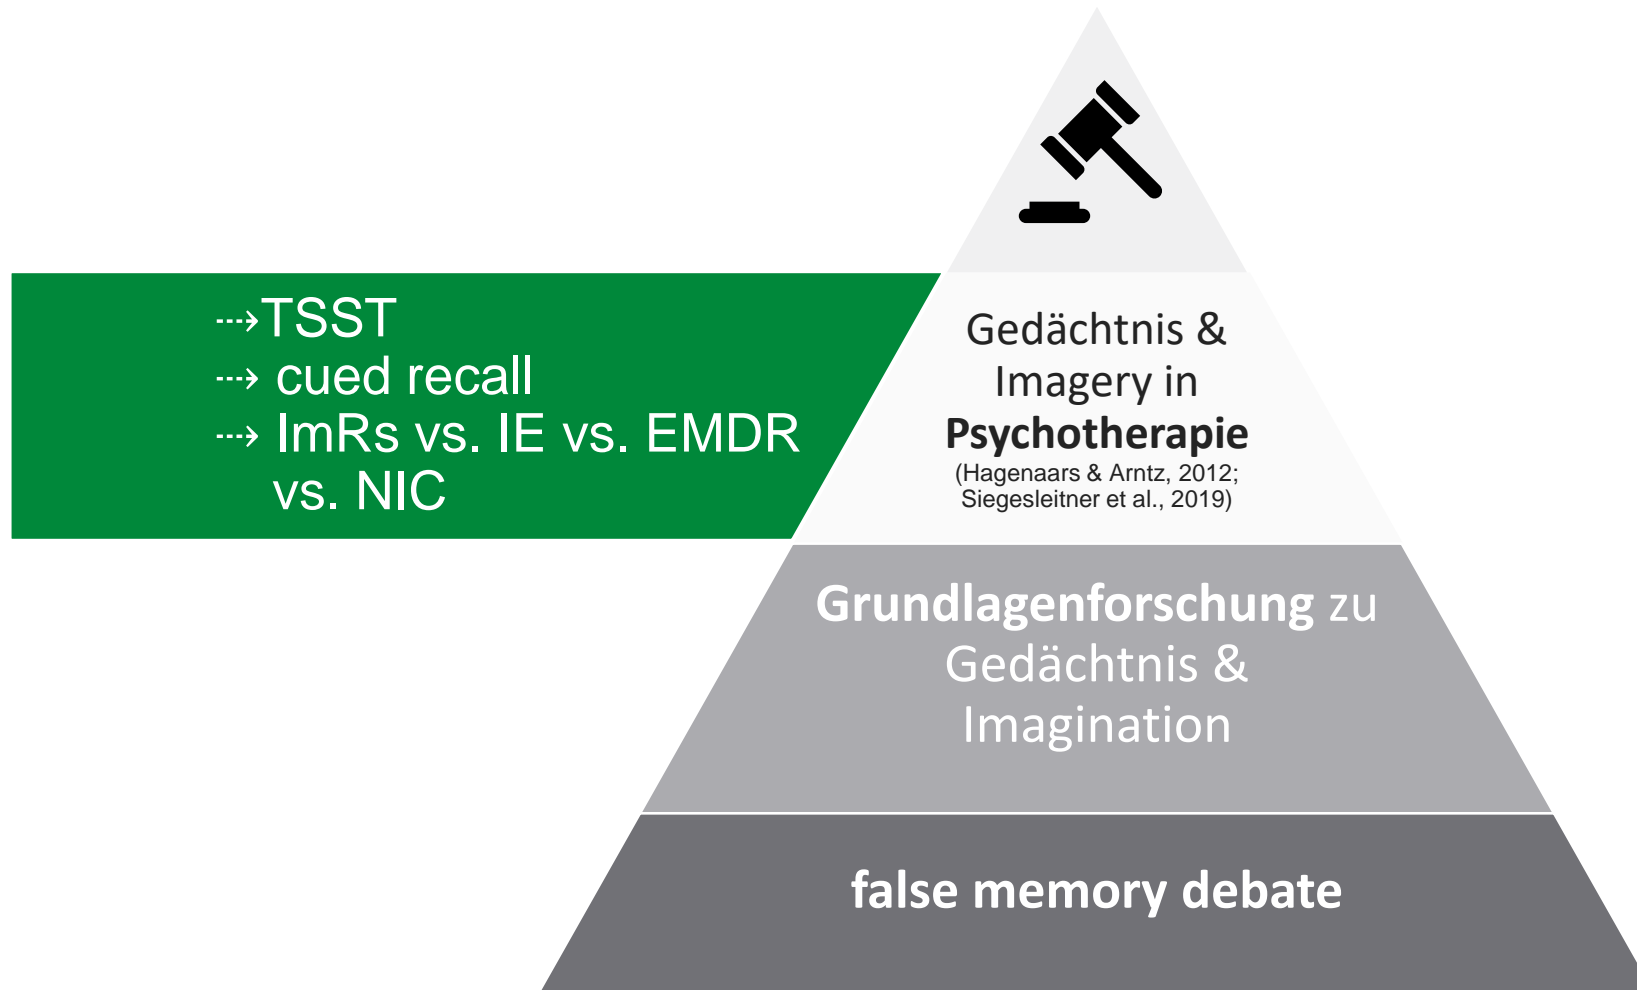 ⇢TSST
⇢ cued recall
⇢ ImRs vs. IE vs. EMDR
vs. NIC
Gedächtnis &
Imagery in
Psychotherapie
(Hagenaars & Arntz, 2012;
Siegesleitner et al., 2019)
Grundlagenforschung zu
Gedächtnis &
Imagination
false memory debate